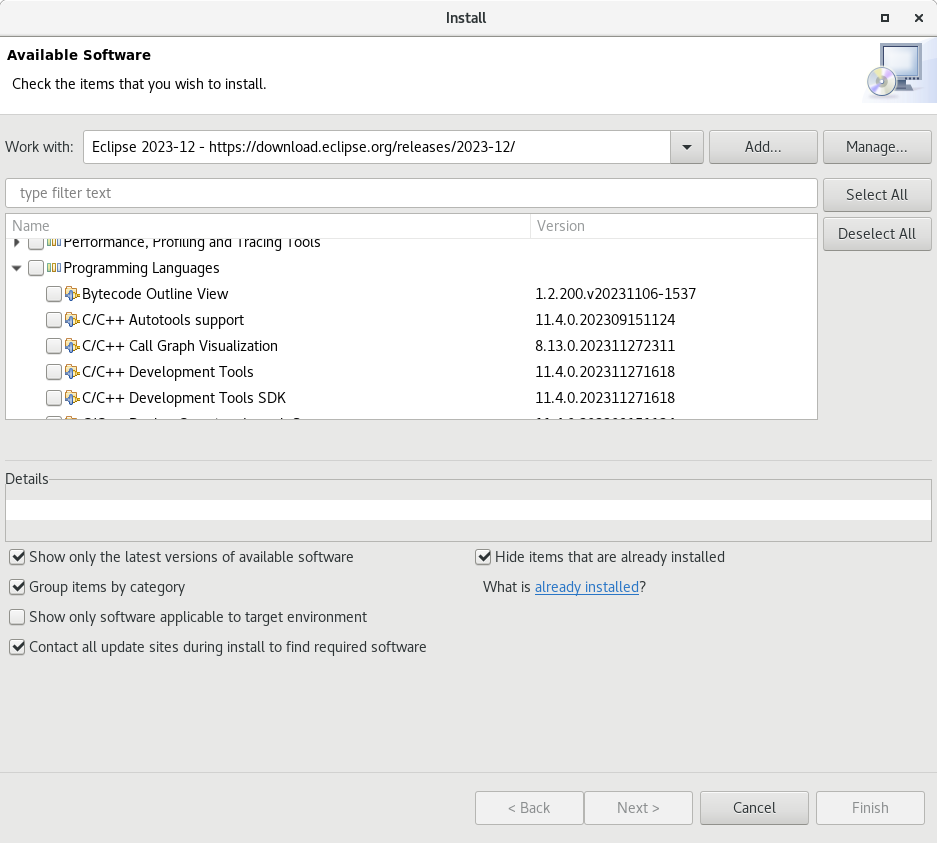 Install
Available Software
Check the items that you wish to install.
Work with: Eclipse 2023-12 - https://download.eclipse.org/releases/2023-12/ Add... Manage...
type filter text Select All
Name Version Deselect All
Performance, Profiling and Tracing Tools
Programming Languages
Bytecode Outline View 1.2.200.v20231106-1537
C/C++ Autotools support 11.4.0.202309151124
C/C++ Call Graph Visualization 8.13.0.202311272311
C/C++ Development Tools 11.4.0.202311271618
C/C++ Development Tools SDK 11.4.0.202311271618
Details
Show only the latest versions of available software Hide items that are already installed
Group items by category What is already installed?
Show only software applicable to target environment
Contact all update sites during install to find required software
< Back Next > Cancel Finish